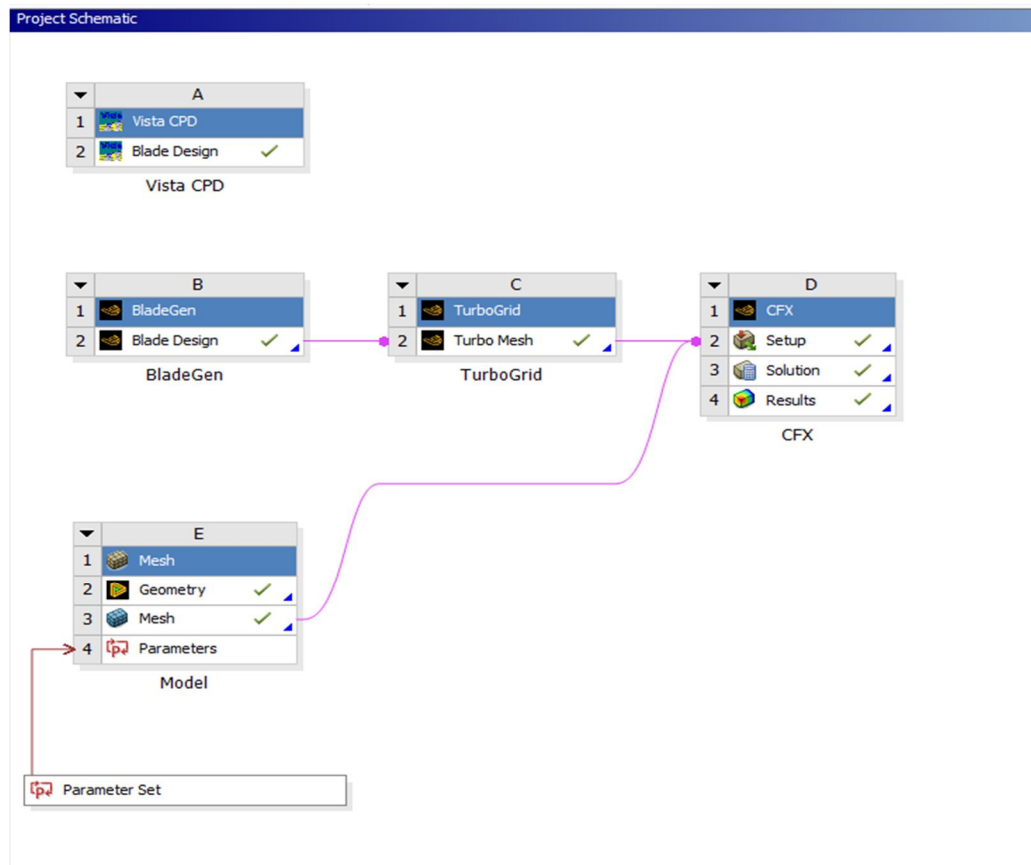 Project Schematic
A
1 Vista CPD
2 Blade Design
Vista CPD
B
1 BladeGen
2 Blade Design
BladeGen
C
1 TurboGrid
2 Turbo Mesh
TurboGrid
D
1 CFX
2 Setup
3 Solution
4 Results
CFX
E
1 Mesh
2 Geometry
3 Mesh
4 Parameters
Model
Parameter Set